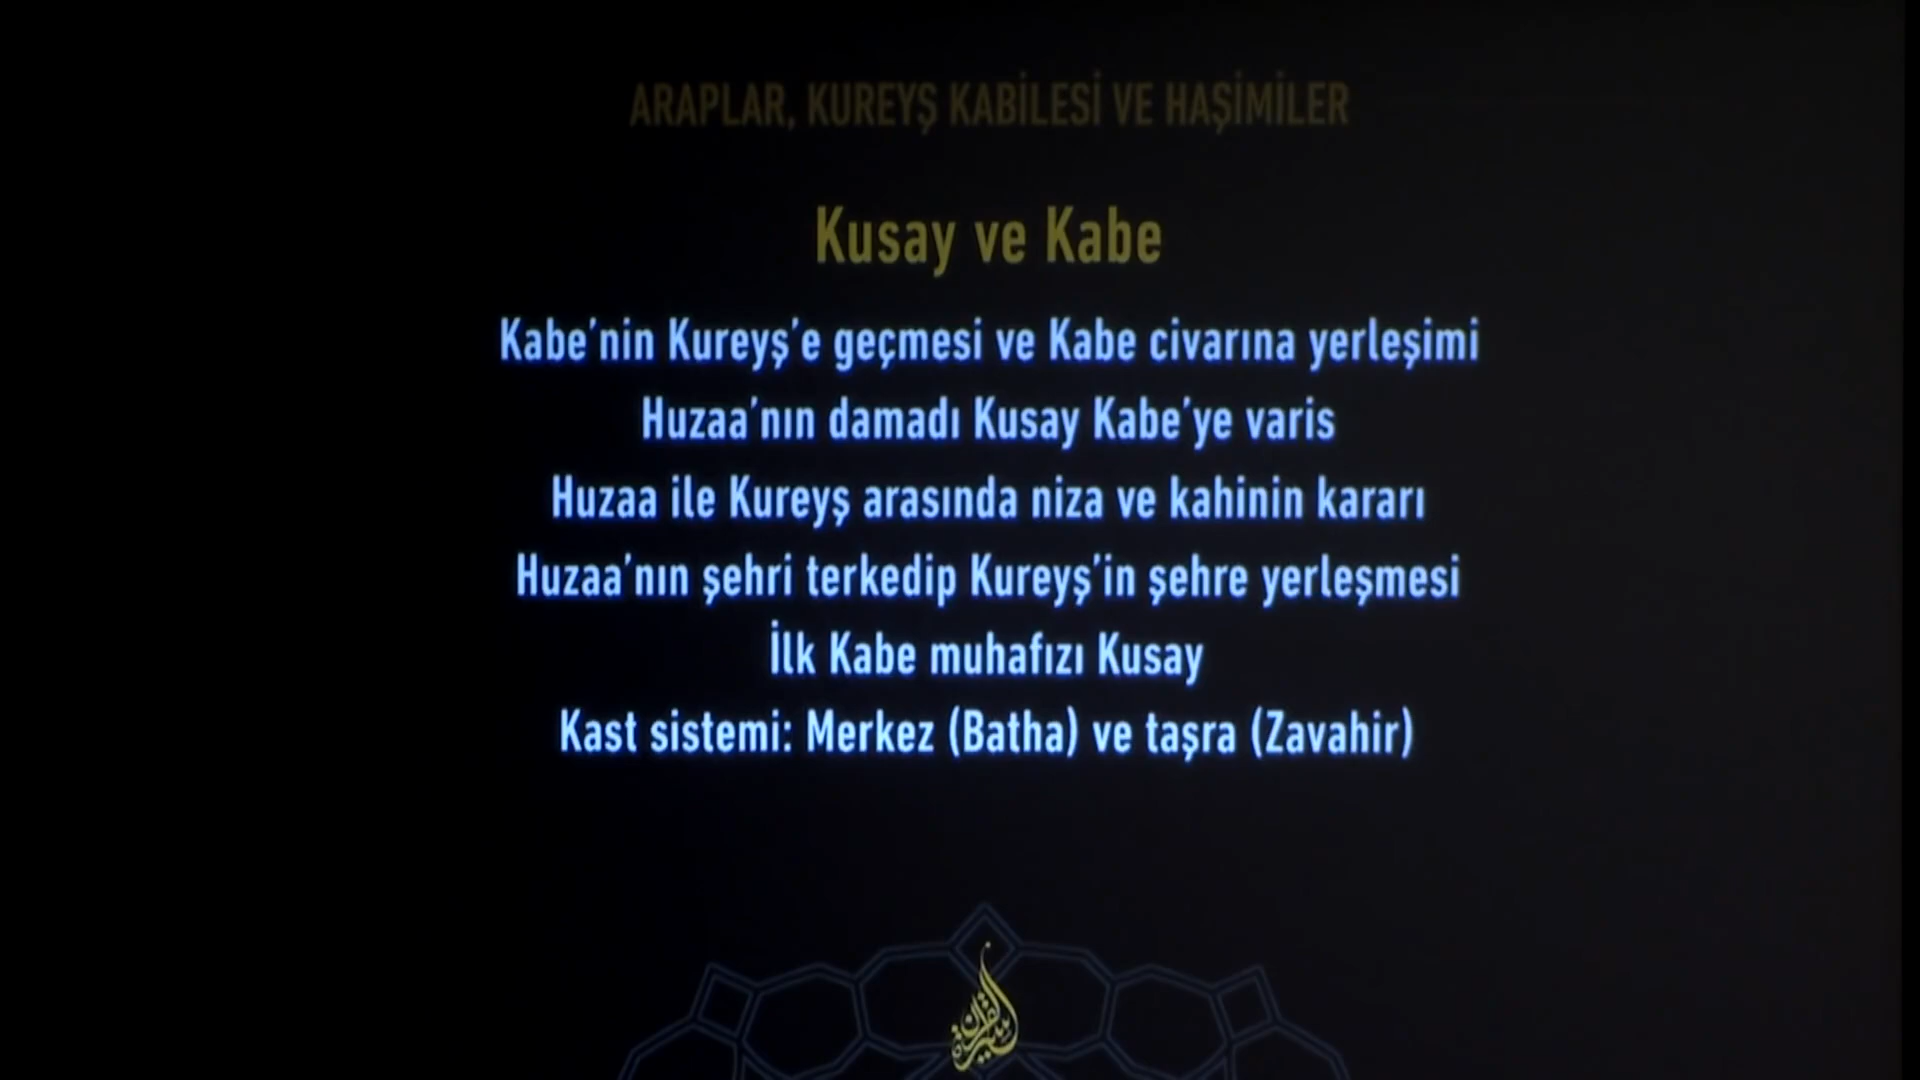 ARAPLAR, KUREYŞ KABİLESİ VE HAŞİMİLER
Kusay ve Kabe
Kabe’nin Kureyş’e geçmesi ve Kabe civarına yerleşimi
Huzaa’nın damadı Kusay Kabe’ye varis
Huzaa ile Kureyş arasında niza ve kahinin kararı
Huzaa’nın şehri terkedip Kureyş’in şehre yerleşmesi
İlk Kabe muhafızı Kusay
Kast sistemi: Merkez (Batha) ve taşra (Zavahir)